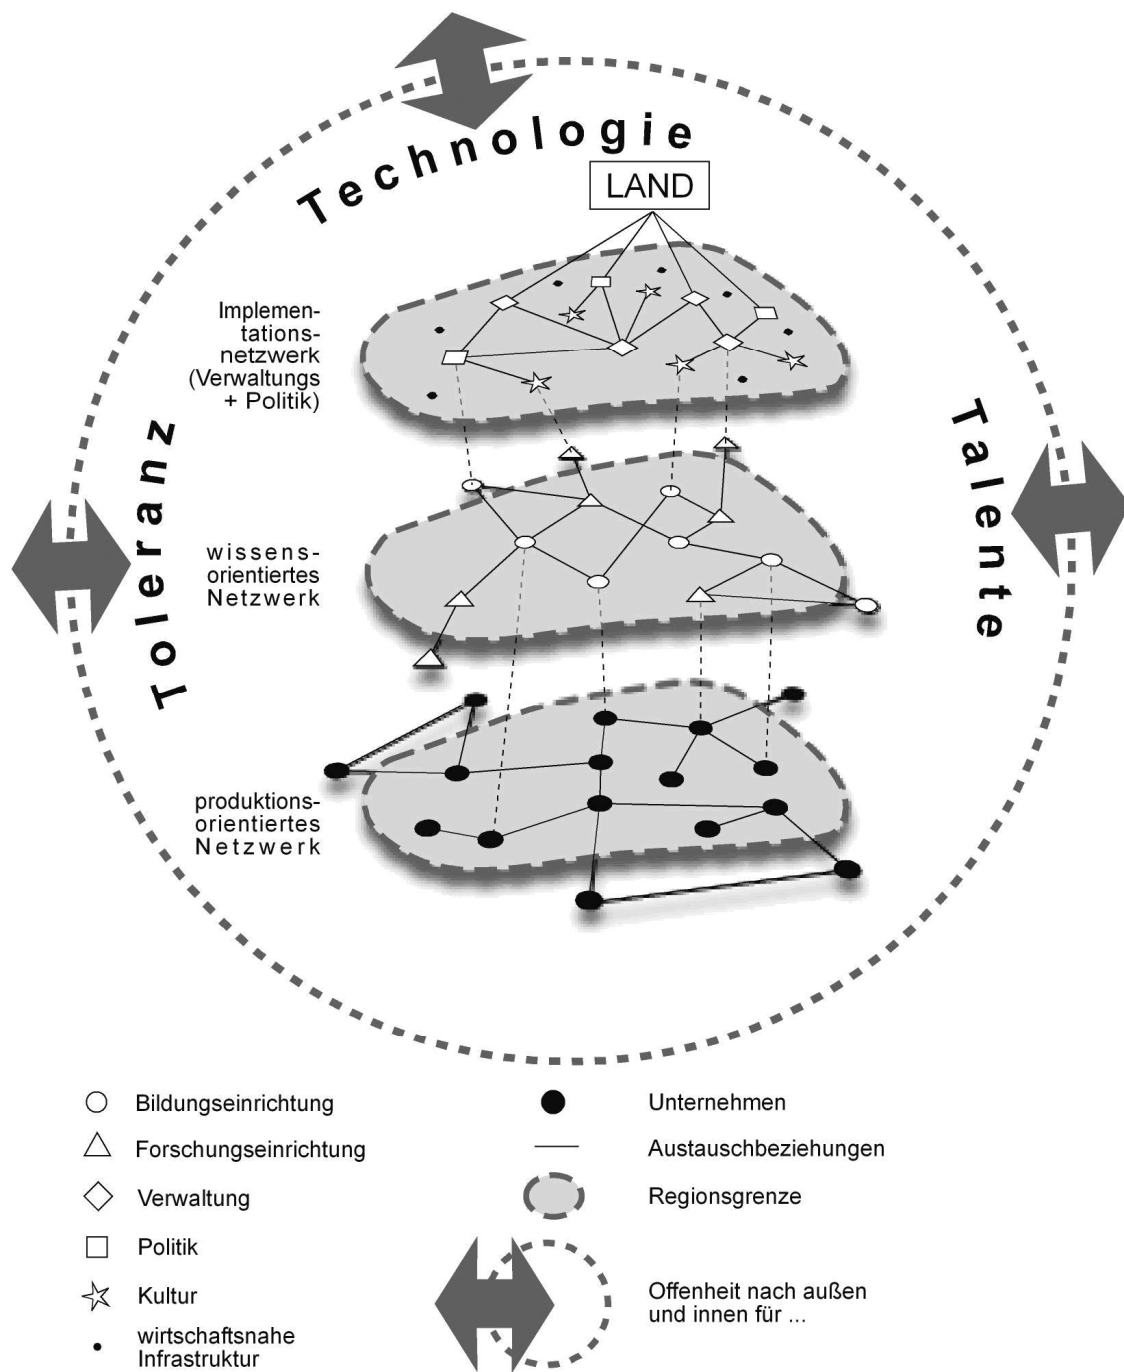 Technologie
LAND
Implemen-
tations-
netzwerk
(Verwaltungs
+ Politik)
Toleranz
Talente
wissens-
orientiertes
Netzwerk
produktions-
orientiertes
Netzwerk
Bildungseinrichtung
Forschungseinrichtung
Verwaltung
Politik
Kultur
wirtschaftsnahe
Infrastruktur
Unternehmen
Austauschbeziehungen
Regionsgrenze
Offenheit nach außen
und innen für ...